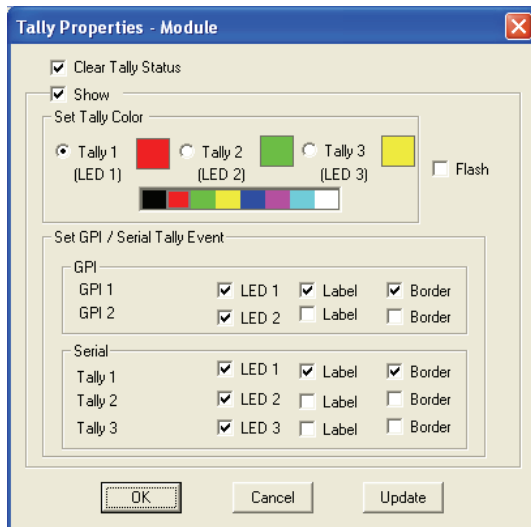 Tally Properties - Module
Clear Tally Status
Show
Set Tally Color
Tally 1 (LED 1)
Tally 2 (LED 2)
Tally 3 (LED 3)
Flash
Set GPI / Serial Tally Event
GPI
GPI 1 LED 1 Label Border
GPI 2 LED 2 Label Border
Serial
Tally 1 LED 1 Label Border
Tally 2 LED 2 Label Border
Tally 3 LED 3 Label Border
OK Cancel Update